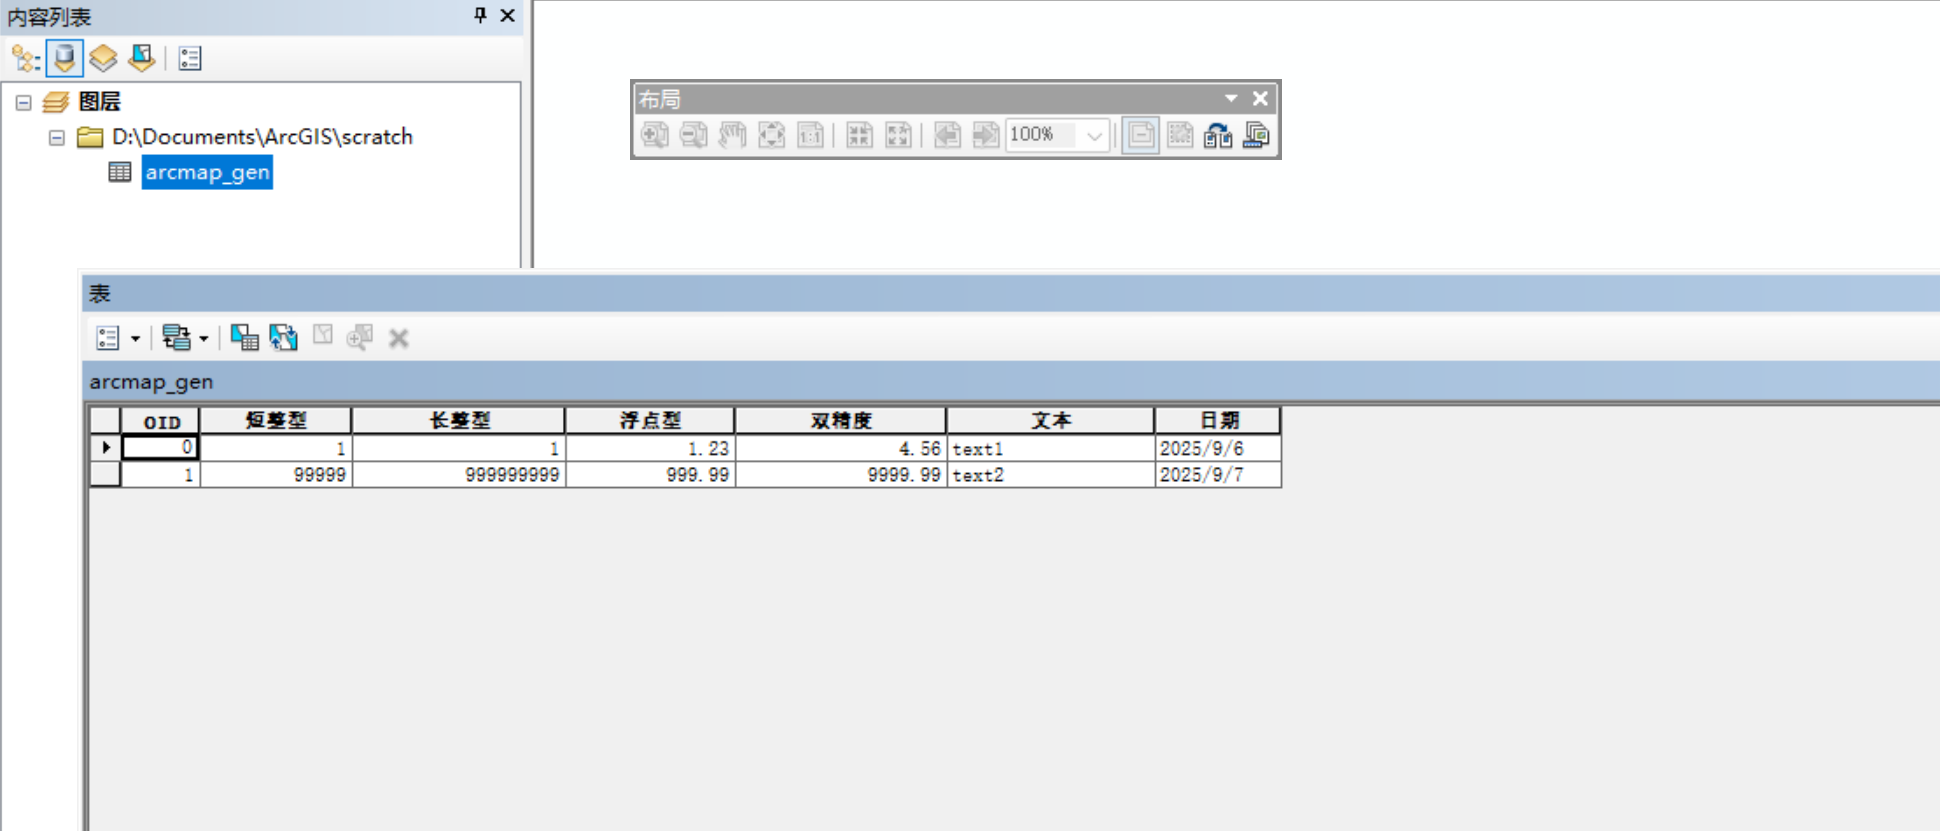 内容列表
图层
D:\Documents\ArcGIS\scratch
arcmap_gen
布局
1:1 100%
表
arcmap_gen
OID 短整型 长整型 浮点型 双精度 文本 日期
0 1 1 1.23 4.56 text1 2025/9/6
1 99999 999999999 999.99 9999.99 text2 2025/9/7